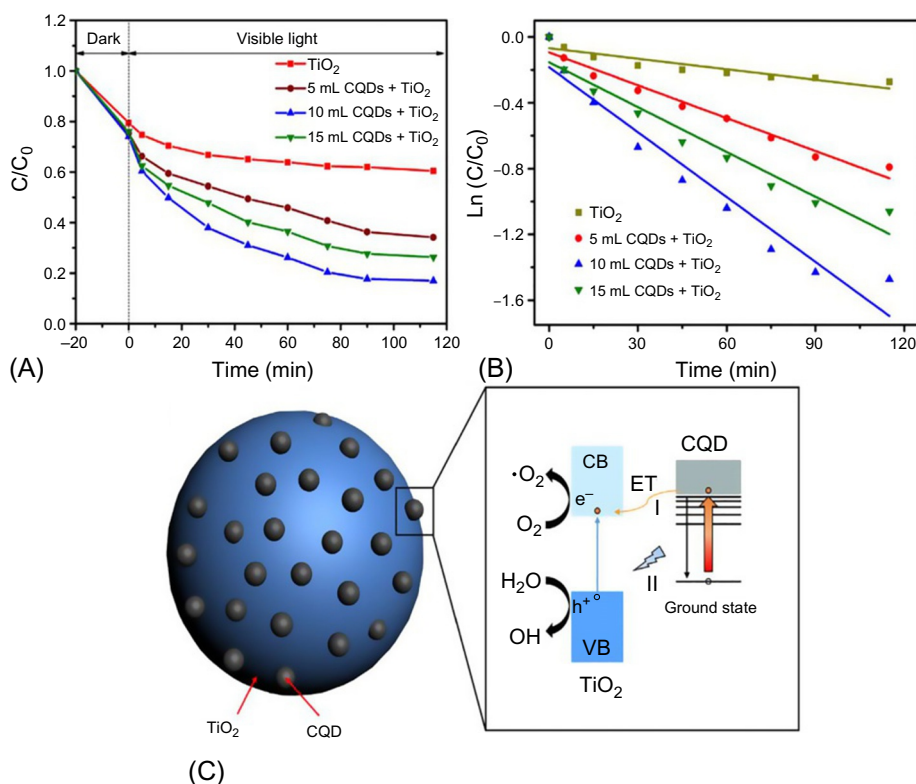 Dark
Visible light
TiO₂
5 mL CQDs + TiO₂
10 mL CQDs + TiO₂
15 mL CQDs + TiO₂
C/C₀
1.2
1.0
0.8
0.6
0.4
0.2
0.0
−20 0 20 40 60 80 100 120
Time (min)
(A)
Ln (C/C₀)
0.0
−0.4
−0.8
−1.2
−1.6
TiO₂
5 mL CQDs + TiO₂
10 mL CQDs + TiO₂
15 mL CQDs + TiO₂
0 30 60 90 120
Time (min)
(B)
TiO₂
CQD
CQD
CB
·O₂
ET
e⁻
I
O₂
H₂O
II
h⁺
Ground state
OH
VB
TiO₂
(C)